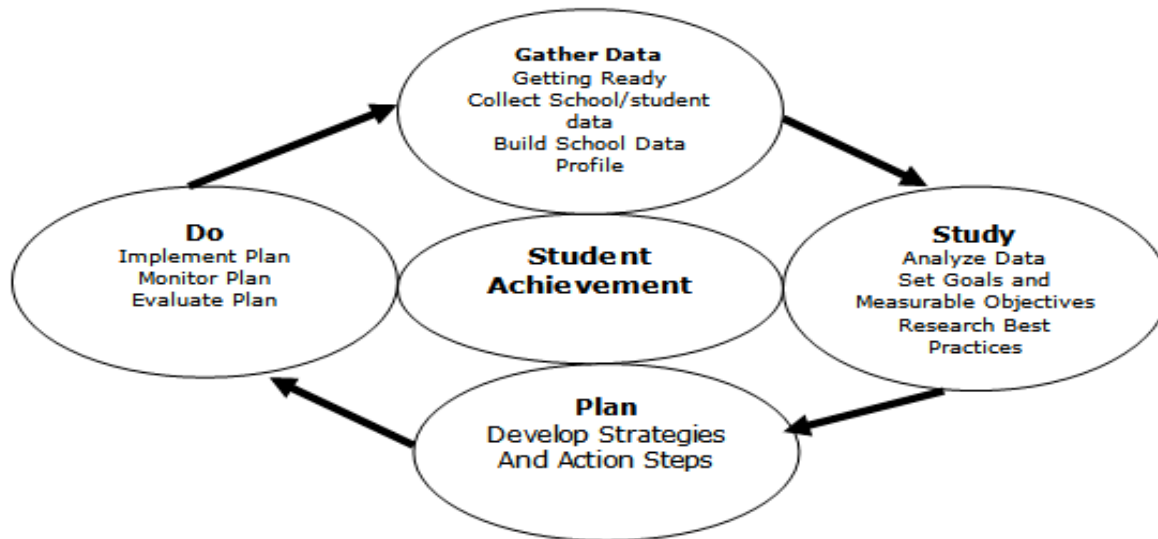 Gather Data
Getting Ready
Collect School/student
data
Build School Data
Profile
Do
Implement Plan
Monitor Plan
Evaluate Plan
Student
Achievement
Study
Analyze Data
Set Goals and
Measurable Objectives
Research Best
Practices
Plan
Develop Strategies
And Action Steps